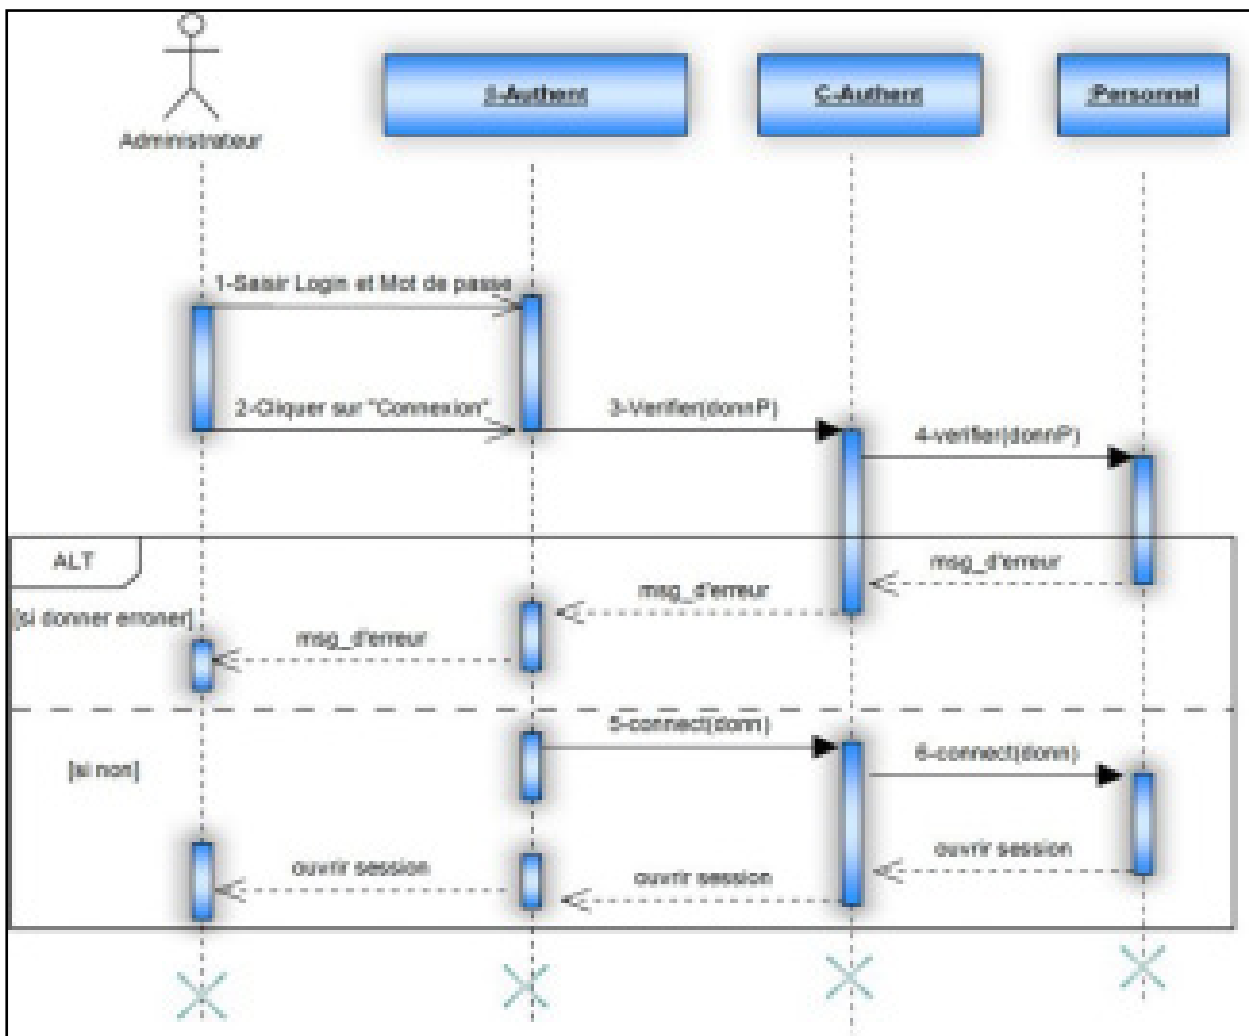 Administrateur
I-Authent
C-Authent
:Personnel
1-Saisir Login et Mot de passe
2-Cliquer sur "Connexion"
3-Verifier(donnP)
4-verifier(donnP)
ALT
[si donner erroner]
msg_d'erreur
msg_d'erreur
msg_d'erreur
[si non]
5-connect(donn)
6-connect(donn)
ouvrir session
ouvrir session
ouvrir session